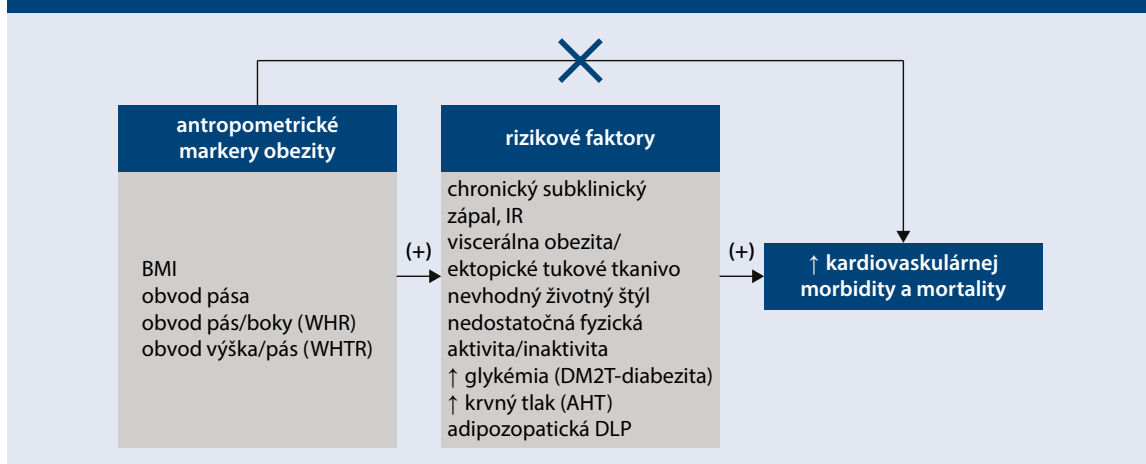 antropometrické
markery obezity
BMI
obvod pása
obvod pás/boky (WHR)
obvod výška/pás (WHTR)
(+)
rizikové faktory
chronický subklinický
zápal, IR
viscerálna obezita/
ektopické tukové tkanivo
nevhodný životný štýl
nedostatočná fyzická
aktivita/inaktivita
↑ glykémia (DM2T-diabezita)
↑ krvný tlak (AHT)
adipozopatická DLP
(+)
↑ kardiovaskulárnej
morbidity a mortality